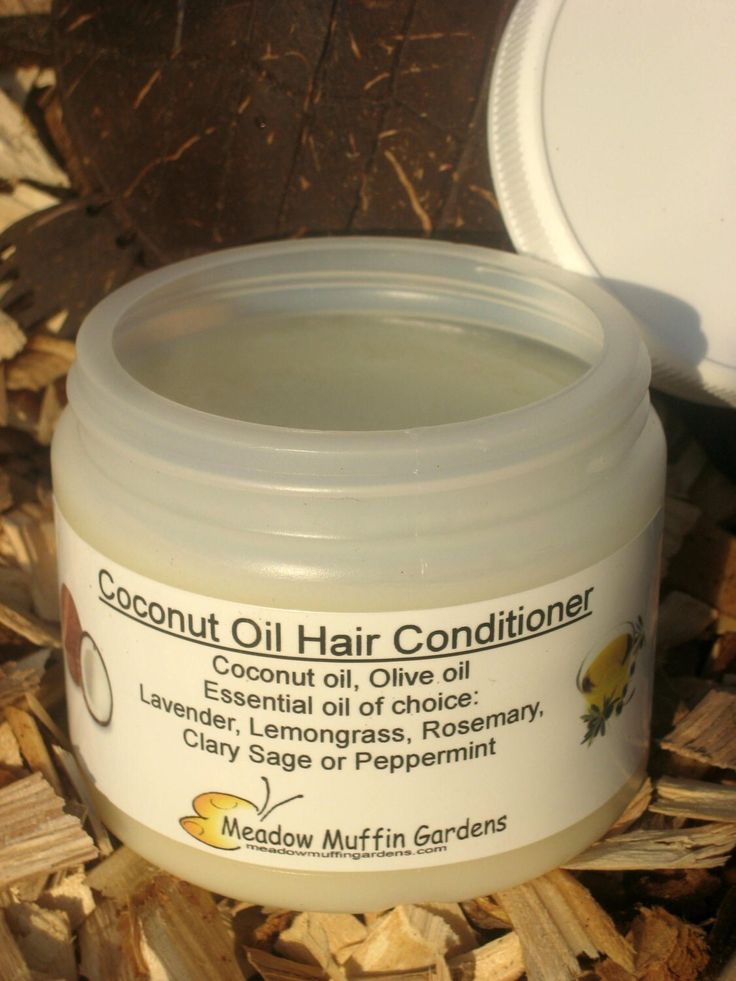 Coconut Oil Hair Conditioner
Coconut oil, Olive oil
Essential oil of choice:
Lavender, Lemongrass, Rosemary,
Clary Sage or Peppermint
Meadow Muffin Gardens
meadowmuffingardens.com